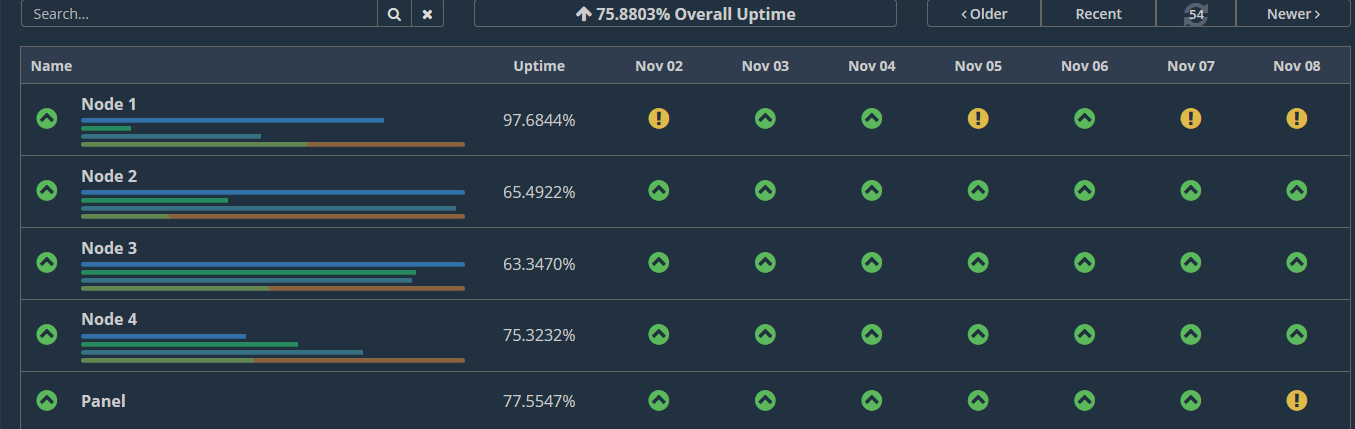 Search...
75.8803% Overall Uptime
Older Recent 54 Newer
Name Uptime Nov 02 Nov 03 Nov 04 Nov 05 Nov 06 Nov 07 Nov 08
Node 1 97.6844%
Node 2 65.4922%
Node 3 63.3470%
Node 4 75.3232%
Panel 77.5547%